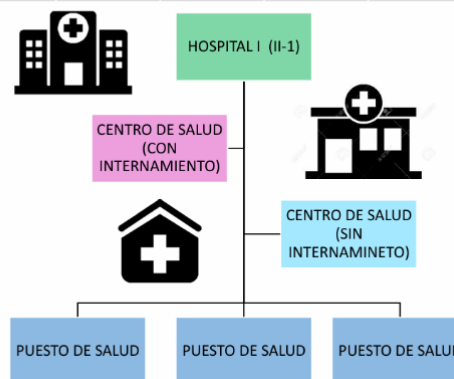 HOSPITAL I (II-1)
CENTRO DE SALUD
(CON
INTERNAMIENTO)
CENTRO DE SALUD
(SIN
INTERNAMINETO)
PUESTO DE SALUD
PUESTO DE SALUD
PUESTO DE SALU